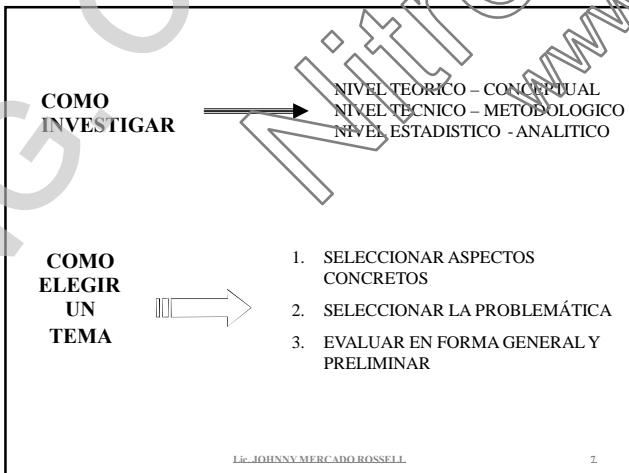 COMO
INVESTIGAR
NIVEL TEORICO – CONCEPTUAL
NIVEL TECNICO – METODOLOGICO
NIVEL ESTADISTICO - ANALITICO
COMO
ELEGIR
UN
TEMA
1. SELECCIONAR ASPECTOS
CONCRETOS
2. SELECCIONAR LA PROBLEMÁTICA
3. EVALUAR EN FORMA GENERAL Y
PRELIMINAR
Lic. JOHNNY MERCADO ROSSELL
7